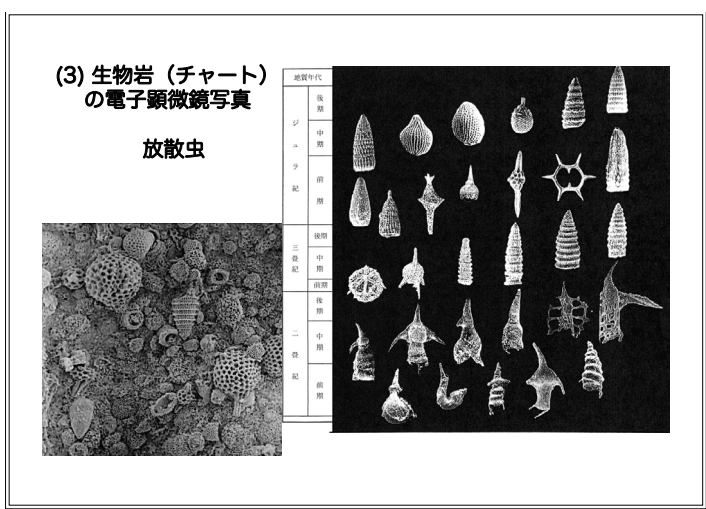 (3) 生物岩（チャート）
の電子顕微鏡写真
放散虫
地質年代
ジュラ紀
後期
中期
前期
三畳紀
後期
中期
前期
二畳紀
後期
中期
前期